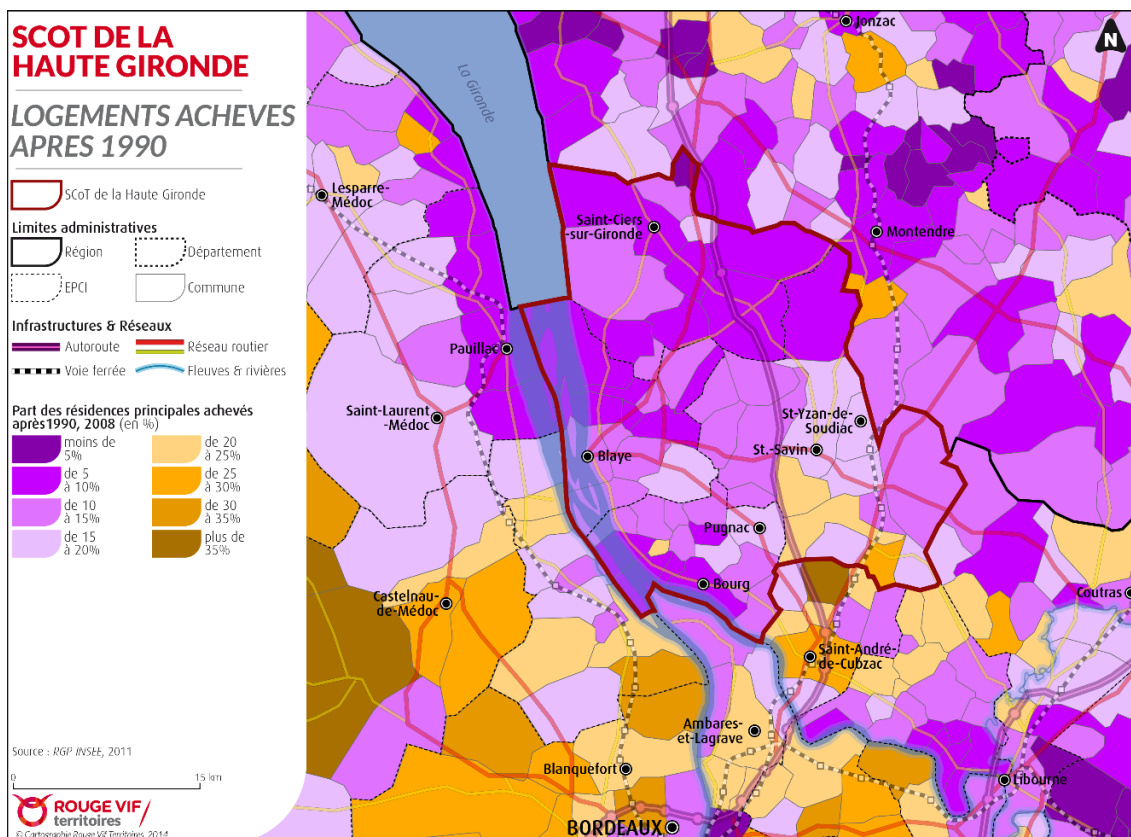 SCOT DE LA
HAUTE GIRONDE
LOGEMENTS ACHEVES
APRES 1990
SCoT de la Haute Gironde
Limites administratives
Région
Département
EPCI
Commune
Infrastructures & Réseaux
Autoroute
Réseau routier
Voie ferrée
Fleuves & rivières
Part des résidences principales achevés
après1990, 2008 (en %)
moins de
5%
de 20
à 25%
de 5
à 10%
de 25
à 30%
de 10
à 15%
de 30
à 35%
de 15
à 20%
plus de
35%
Source : RGP INSEE, 2011
0 15 km
ROUGE VIF
territoires
© Cartographie Rouge Vif Territoires, 2014
N
Jonzac
La Gironde
Lesparre-
Médoc
Saint-Ciers
-sur-Gironde
Montendre
Pauillac
Saint-Laurent
-Médoc
St-Yzan-de-
Soudiac
St.-Savin
Blaye
Pugnac
Bourg
Castelnau-
de-Médoc
Coutras
Saint-André-
de-Cubzac
Ambares-
et-Lagrave
Blanquefort
Libourne
BORDEAUX